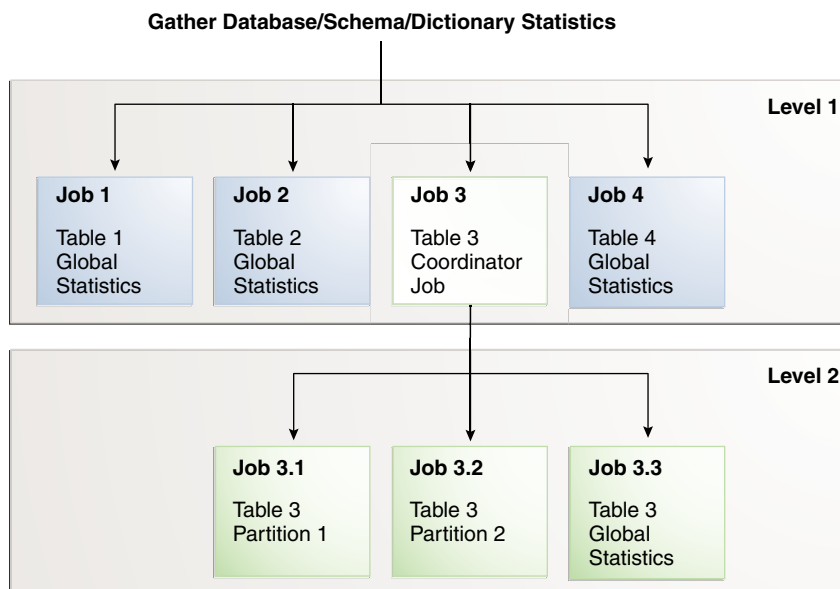 Gather Database/Schema/Dictionary Statistics
Level 1
Job 1
Table 1
Global
Statistics
Job 2
Table 2
Global
Statistics
Job 3
Table 3
Coordinator
Job
Job 4
Table 4
Global
Statistics
Level 2
Job 3.1
Table 3
Partition 1
Job 3.2
Table 3
Partition 2
Job 3.3
Table 3
Global
Statistics